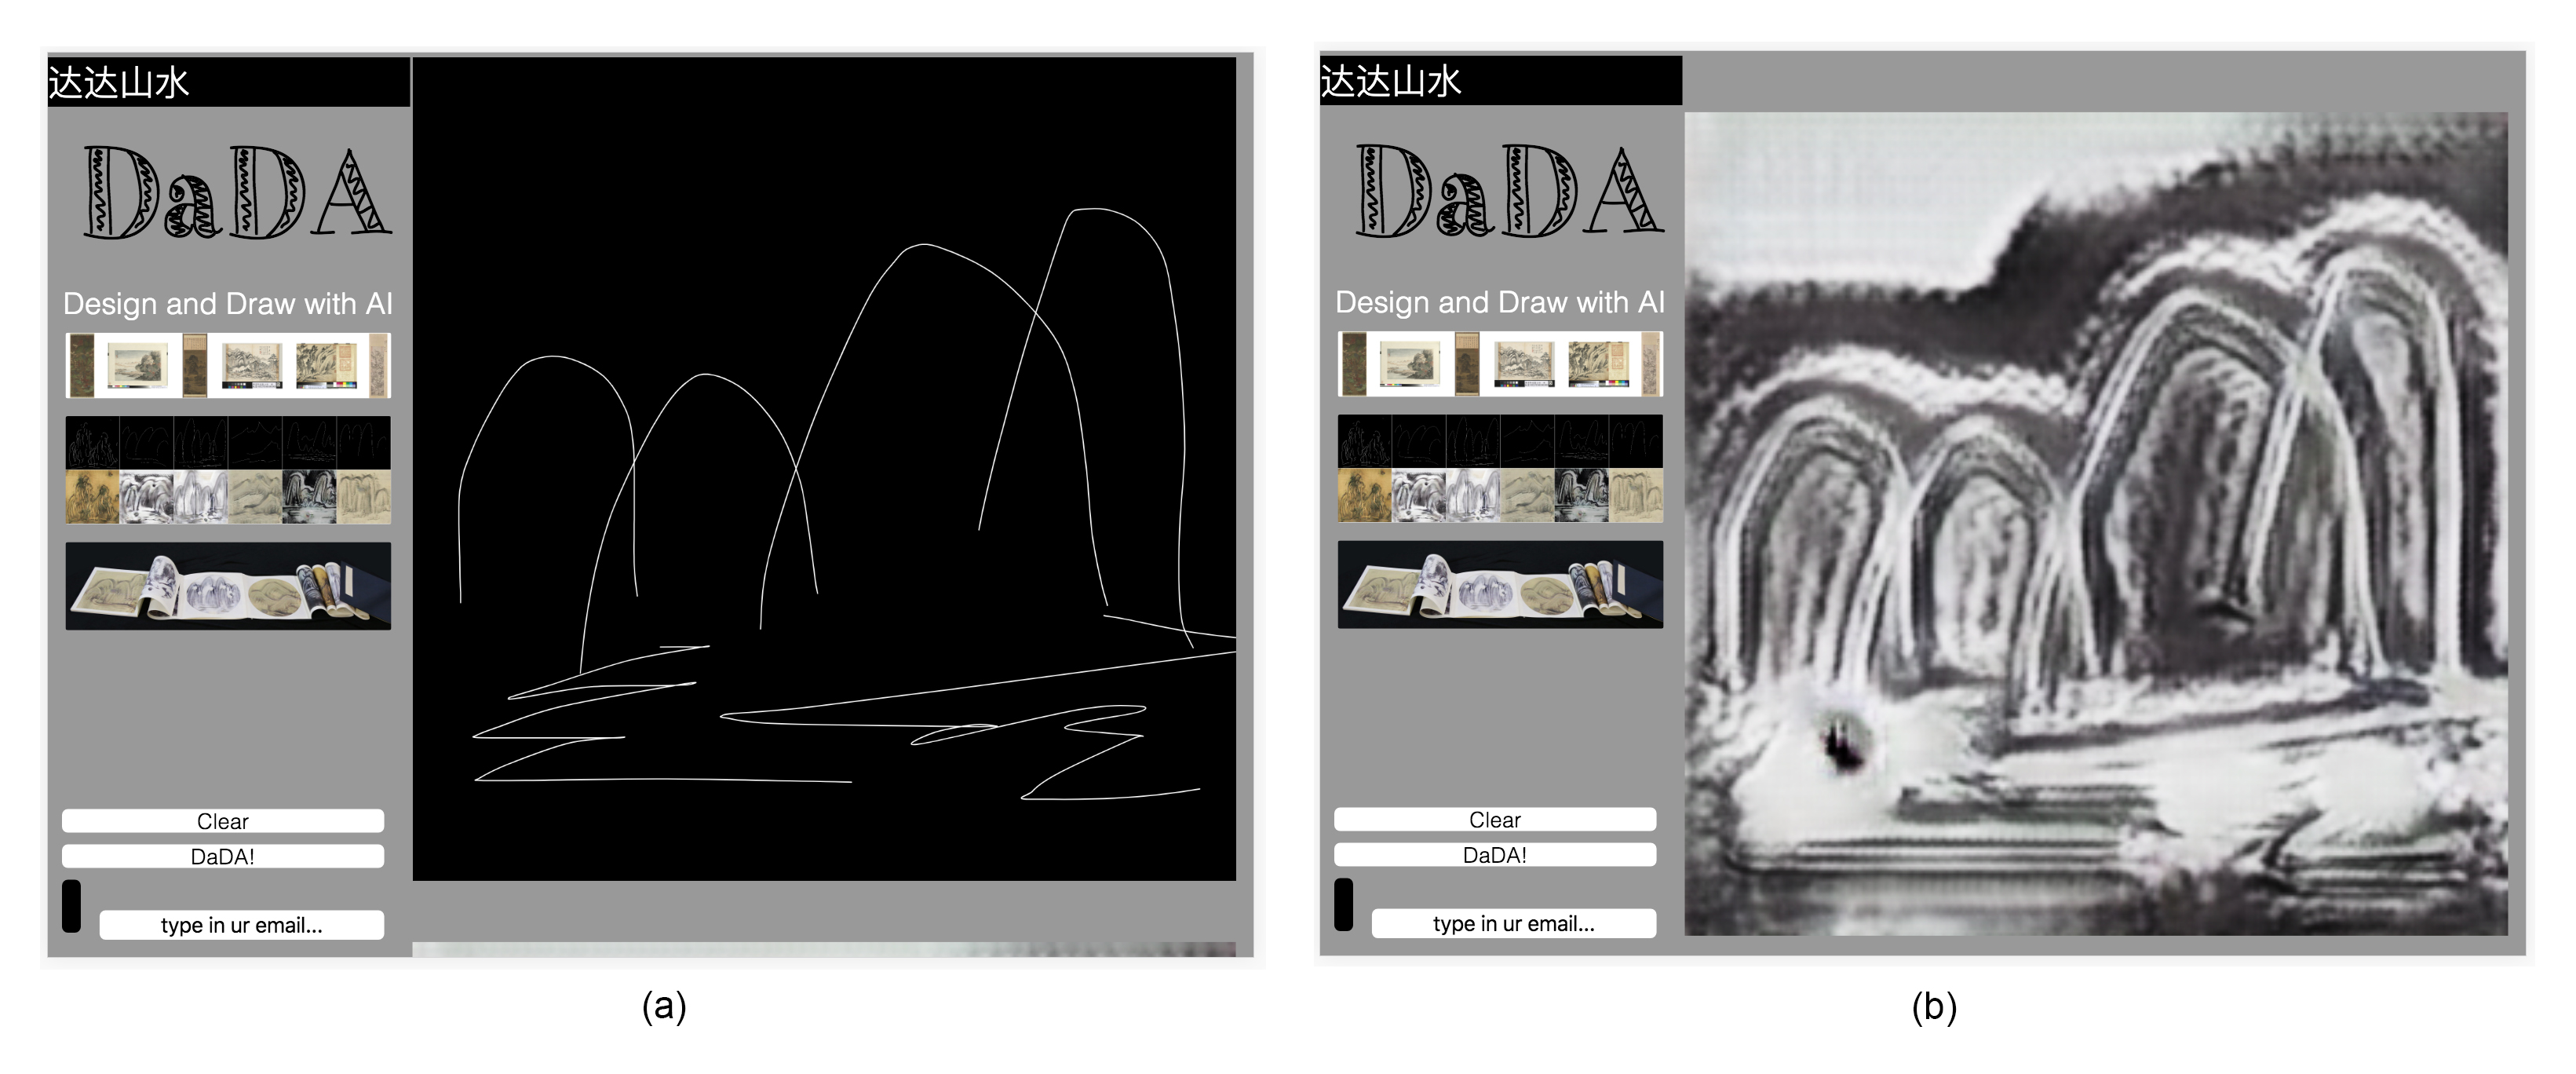 达达山水
DaDA
Design and Draw with AI
Clear
DaDA!
type in ur email...
(a)
达达山水
DaDA
Design and Draw with AI
Clear
DaDA!
type in ur email...
(b)